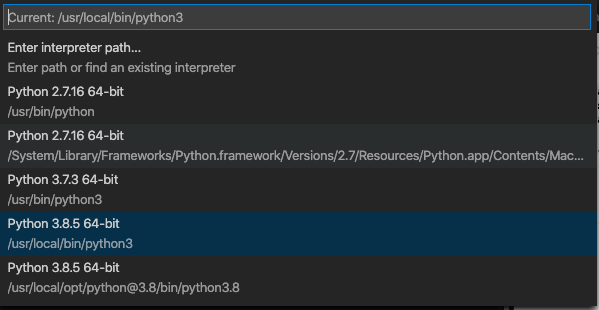 Current: /usr/local/bin/python3
Enter interpreter path...
Enter path or find an existing interpreter
Python 2.7.16 64-bit
/usr/bin/python
Python 2.7.16 64-bit
/System/Library/Frameworks/Python.framework/Versions/2.7/Resources/Python.app/Contents/Mac...
Python 3.7.3 64-bit
/usr/bin/python3
Python 3.8.5 64-bit
/usr/local/bin/python3
Python 3.8.5 64-bit
/usr/local/opt/python@3.8/bin/python3.8